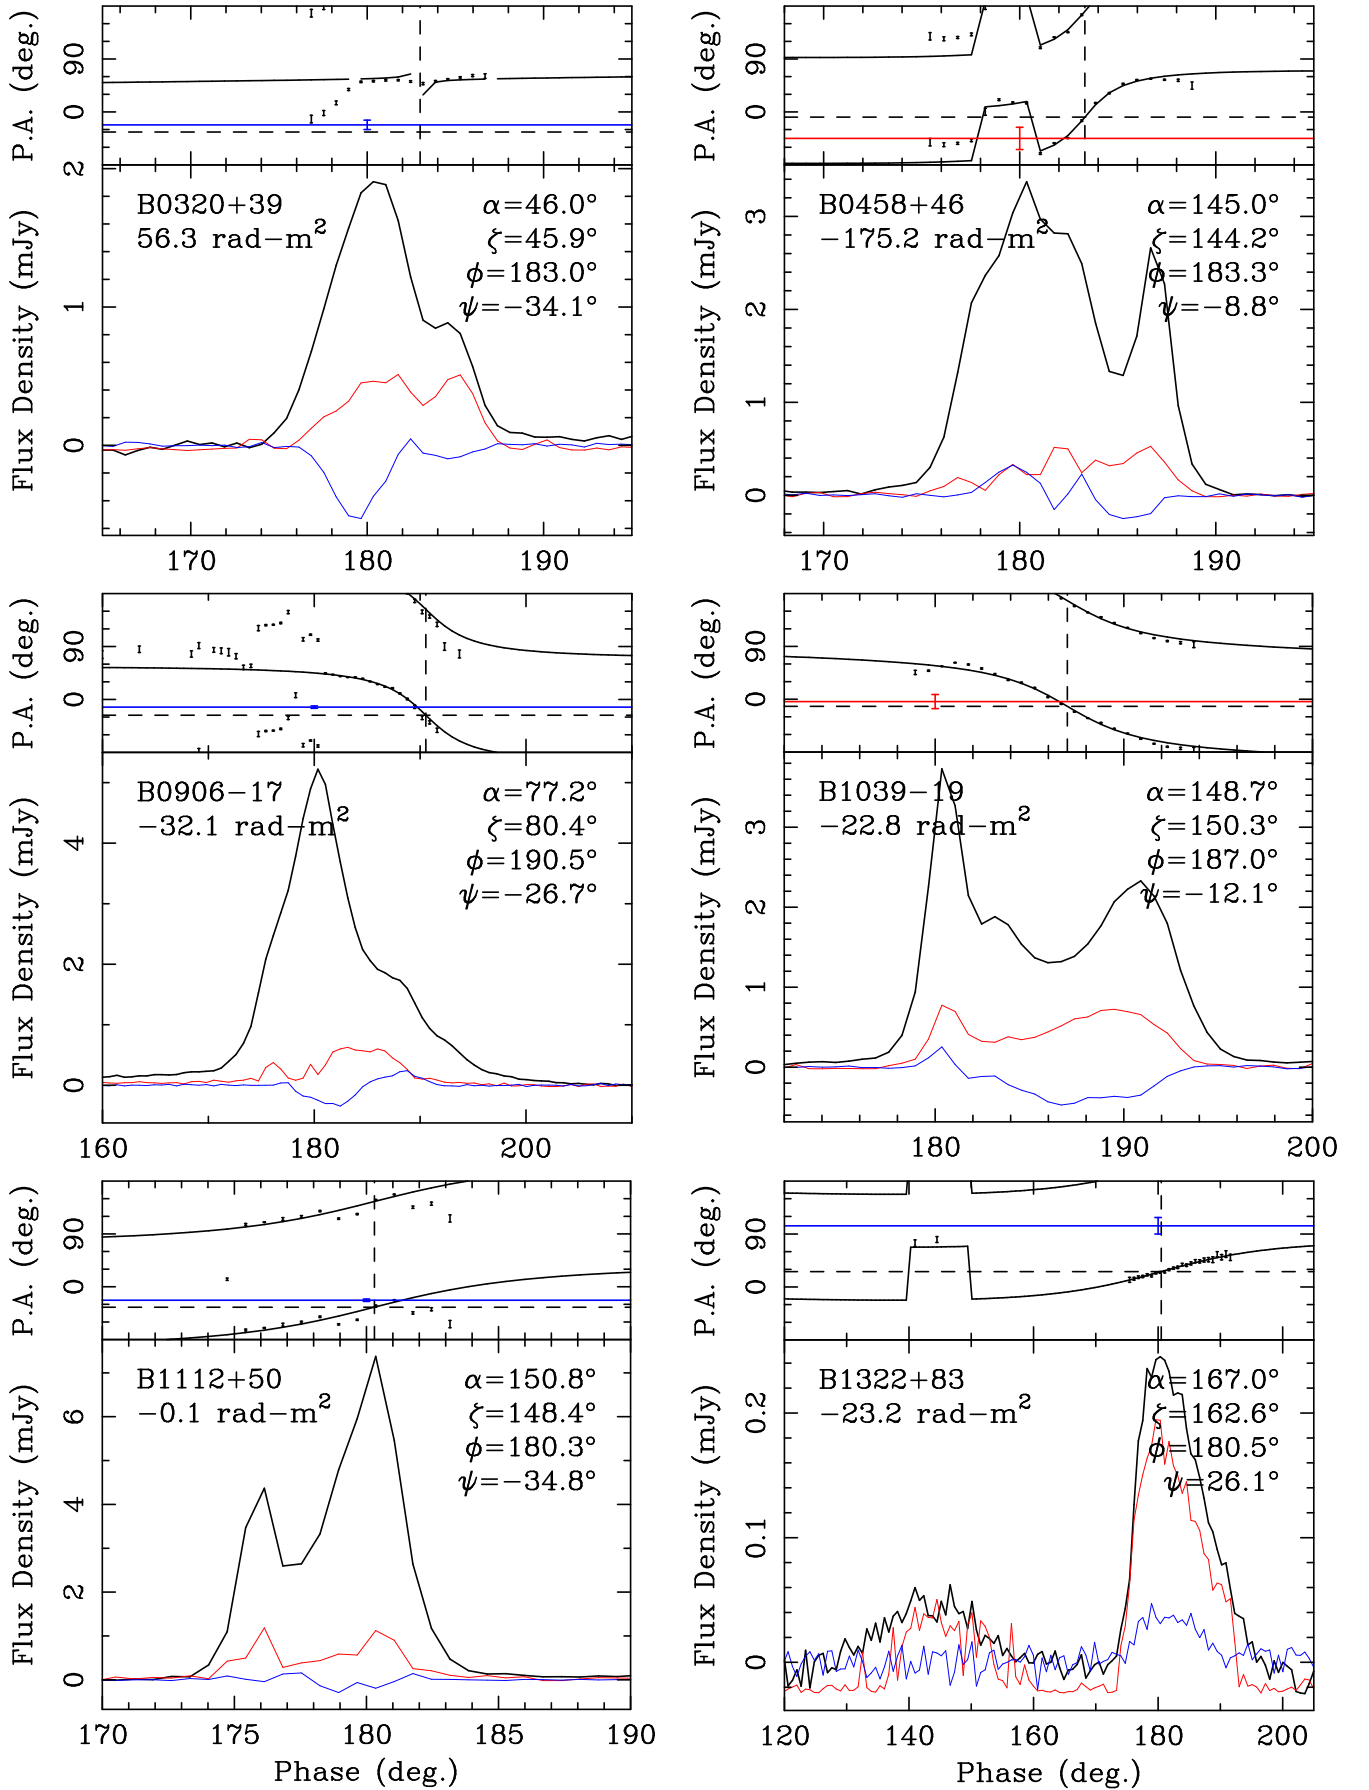 P.A. (deg.)
90
0
Flux Density (mJy)
2
1
0
B0320+39
56.3 rad−m²
α=46.0°
ζ=45.9°
ϕ=183.0°
ψ=−34.1°
170
180
190
P.A. (deg.)
90
0
Flux Density (mJy)
3
2
1
0
B0458+46
−175.2 rad−m²
α=145.0°
ζ=144.2°
ϕ=183.3°
ψ=−8.8°
170
180
190
P.A. (deg.)
90
0
Flux Density (mJy)
4
2
0
B0906−17
−32.1 rad−m²
α=77.2°
ζ=80.4°
ϕ=190.5°
ψ=−26.7°
160
180
200
P.A. (deg.)
90
0
Flux Density (mJy)
3
2
1
0
B1039−19
−22.8 rad−m²
α=148.7°
ζ=150.3°
ϕ=187.0°
ψ=−12.1°
180
190
200
P.A. (deg.)
90
0
Flux Density (mJy)
6
4
2
0
B1112+50
−0.1 rad−m²
α=150.8°
ζ=148.4°
ϕ=180.3°
ψ=−34.8°
170
175
180
185
190
Phase (deg.)
P.A. (deg.)
90
0
Flux Density (mJy)
0.2
0.1
0
B1322+83
−23.2 rad−m²
α=167.0°
ζ=162.6°
ϕ=180.5°
ψ=26.1°
120
140
160
180
200
Phase (deg.)